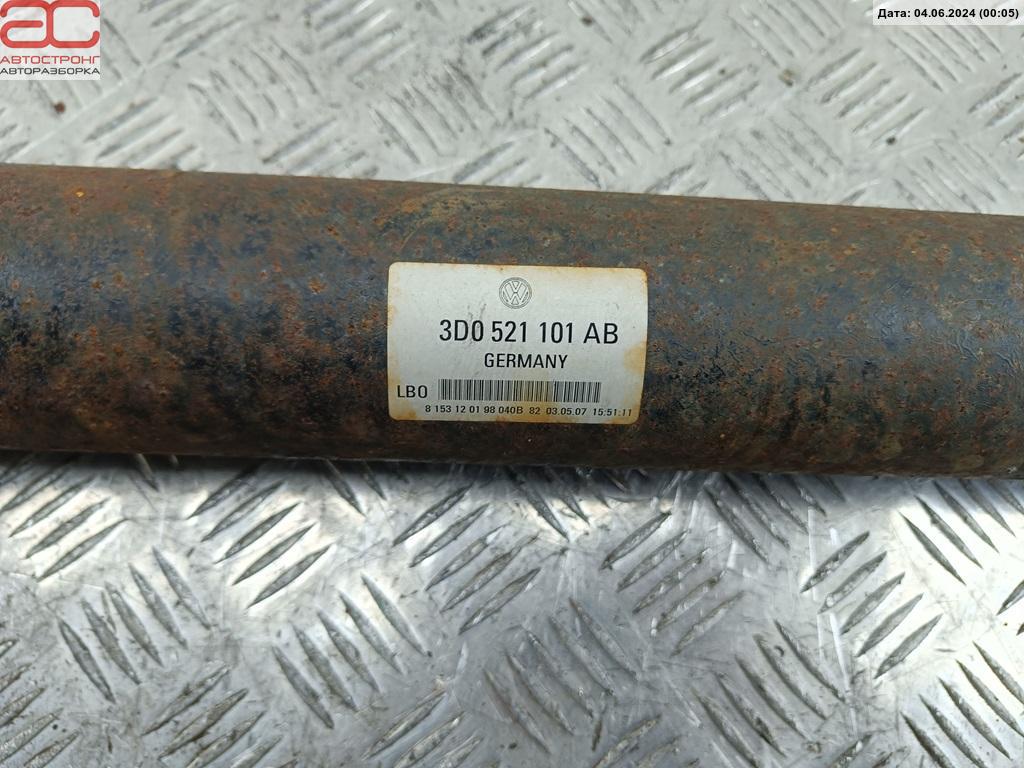 Дата: 04.06.2024 (00:05)
ас
АВТОСТРОНГ
АВТОРАЗБОРКА
3D0 521 101 AB
GERMANY
LBO
8 153 12 01 98 040B 82 03.05.07 15:51:11